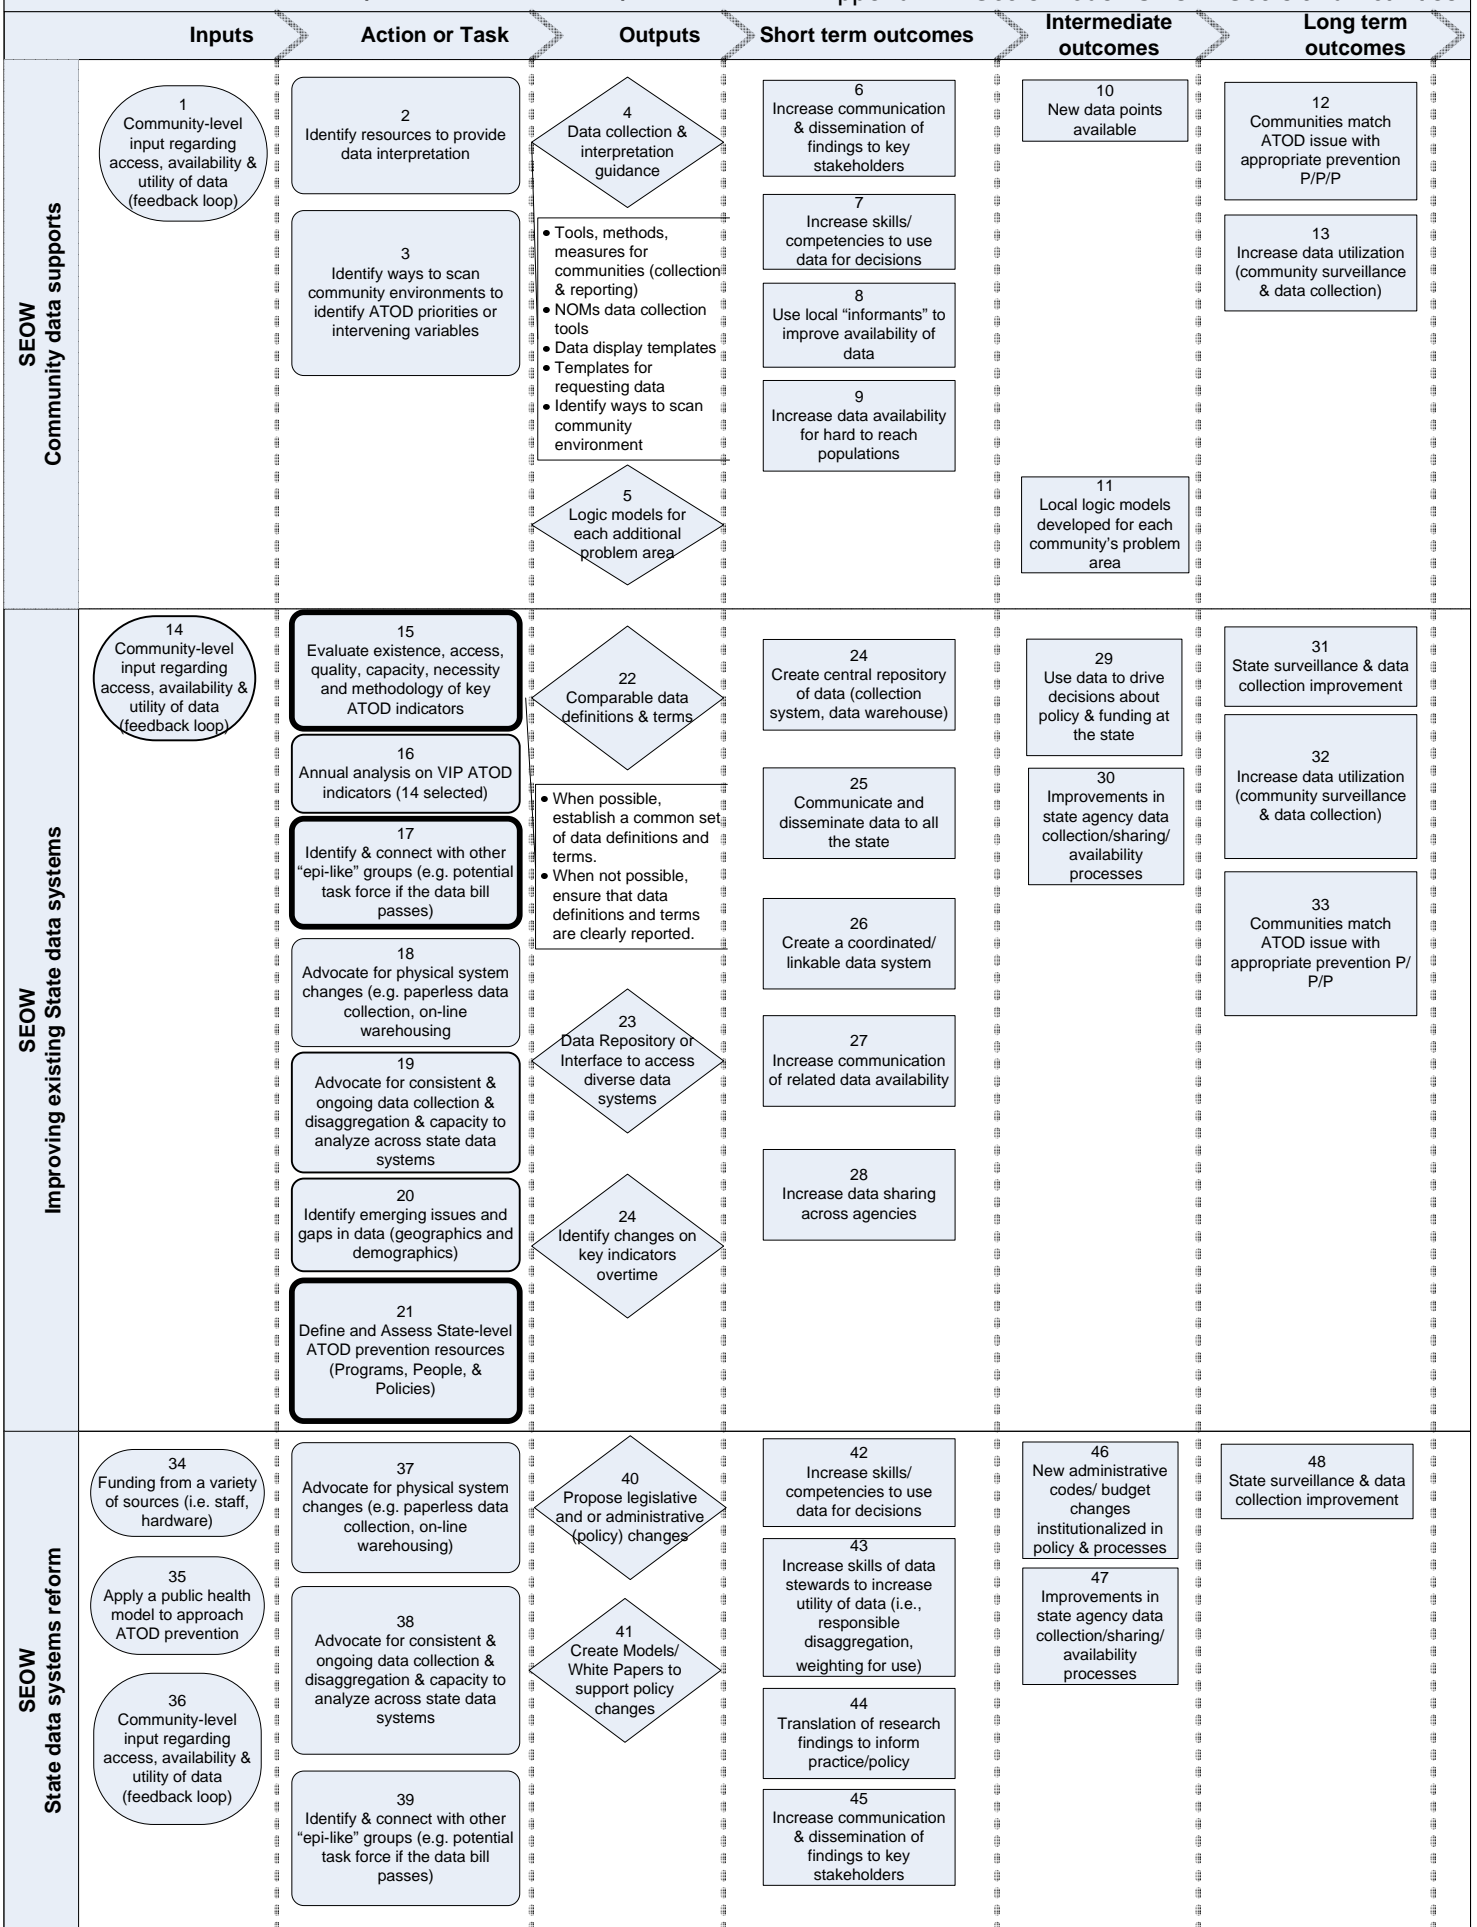 Inputs
Action or Task
Outputs
Short term outcomes
Intermediate
outcomes
Long term
outcomes
SEOW
Community data supports
1
Community-level
input regarding
access, availability &
utility of data
(feedback loop)
2
Identify resources to provide
data interpretation
3
Identify ways to scan
community environments to
identify ATOD priorities or
intervening variables
4
Data collection &
interpretation
guidance
• Tools, methods,
measures for
communities (collection
& reporting)
• NOMs data collection
tools
• Data display templates
• Templates for
requesting data
• Identify ways to scan
community
environment
5
Logic models for
each additional
problem area
6
Increase communication
& dissemination of
findings to key
stakeholders
7
Increase skills/
competencies to use
data for decisions
8
Use local “informants” to
improve availability of
data
9
Increase data availability
for hard to reach
populations
10
New data points
available
11
Local logic models
developed for each
community’s problem
area
12
Communities match
ATOD issue with
appropriate prevention
P/P/P
13
Increase data utilization
(community surveillance
& data collection)
SEOW
Improving existing State data systems
14
Community-level
input regarding
access, availability &
utility of data
(feedback loop)
15
Evaluate existence, access,
quality, capacity, necessity
and methodology of key
ATOD indicators
16
Annual analysis on VIP ATOD
indicators (14 selected)
17
Identify & connect with other
“epi-like” groups (e.g. potential
task force if the data bill
passes)
18
Advocate for physical system
changes (e.g. paperless data
collection, on-line
warehousing
19
Advocate for consistent &
ongoing data collection &
disaggregation & capacity to
analyze across state data
systems
20
Identify emerging issues and
gaps in data (geographics and
demographics)
21
Define and Assess State-level
ATOD prevention resources
(Programs, People, &
Policies)
22
Comparable data
definitions & terms
• When possible,
establish a common set
of data definitions and
terms.
• When not possible,
ensure that data
definitions and terms
are clearly reported.
23
Data Repository or
Interface to access
diverse data
systems
24
Identify changes on
key indicators
overtime
24
Create central repository
of data (collection
system, data warehouse)
25
Communicate and
disseminate data to all
the state
26
Create a coordinated/
linkable data system
27
Increase communication
of related data availability
28
Increase data sharing
across agencies
29
Use data to drive
decisions about
policy & funding at
the state
30
Improvements in
state agency data
collection/sharing/
availability
processes
31
State surveillance & data
collection improvement
32
Increase data utilization
(community surveillance
& data collection)
33
Communities match
ATOD issue with
appropriate prevention P/
P/P
SEOW
State data systems reform
34
Funding from a variety
of sources (i.e. staff,
hardware)
35
Apply a public health
model to approach
ATOD prevention
36
Community-level
input regarding
access, availability &
utility of data
(feedback loop)
37
Advocate for physical system
changes (e.g. paperless data
collection, on-line
warehousing)
38
Advocate for consistent &
ongoing data collection &
disaggregation & capacity to
analyze across state data
systems
39
Identify & connect with other
“epi-like” groups (e.g. potential
task force if the data bill
passes)
40
Propose legislative
and or administrative
(policy) changes
41
Create Models/
White Papers to
support policy
changes
42
Increase skills/
competencies to use
data for decisions
43
Increase skills of data
stewards to increase
utility of data (i.e.,
responsible
disaggregation,
weighting for use)
44
Translation of research
findings to inform
practice/policy
45
Increase communication
& dissemination of
findings to key
stakeholders
46
New administrative
codes/ budget
changes
institutionalized in
policy & processes
47
Improvements in
state agency data
collection/sharing/
availability
processes
48
State surveillance & data
collection improvement